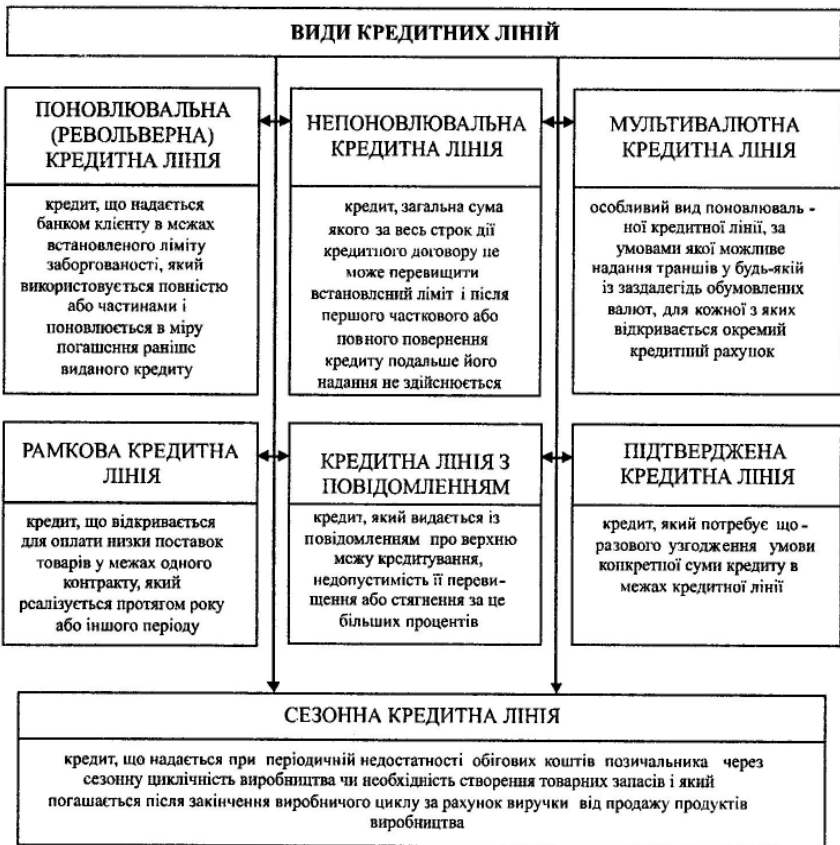 ВИДИ КРЕДИТНИХ ЛІНІЙ
ПОНОВЛЮВАЛЬНА
(РЕВОЛЬВЕРНА)
КРЕДИТНА ЛІНІЯ
кредит, що надається
банком клієнту в межах
встановленого ліміту
заборгованості, який
використовується повністю
або частинами і
поновлюється в міру
погашення раніше
виданого кредиту
НЕПОНОВЛЮВАЛЬНА
КРЕДИТНА ЛІНІЯ
кредит, загальна сума
якого за весь строк дії
кредитного договору не
може перевищити
встановлений ліміт і після
першого часткового або
повного повернення
кредиту подальше його
надання не здійснюється
МУЛЬТИВАЛЮТНА
КРЕДИТНА ЛІНІЯ
особливий вид поновлюваль -
ної кредитної лінії, за
умовами якої можливе
надання траншів у будь-якій
із заздалегідь обумовлених
валют, для кожної з яких
відкривається окремий
кредитний рахунок
РАМКОВА КРЕДИТНА
ЛІНІЯ
кредит, що відкривається
для оплати низки поставок
товарів у межах одного
контракту, який
реалізується протягом року
або іншого періоду
КРЕДИТНА ЛІНІЯ З
ПОВІДОМЛЕННЯМ
кредит, який видається із
повідомленням про верхню
межу кредитування,
недопустимість її переви-
щення або стягнення за це
більших процентів
ПІДТВЕРДЖЕНА
КРЕДИТНА ЛІНІЯ
кредит, який потребує що -
разового узгодження умови
конкретної суми кредиту в
межах кредитної лінії
СЕЗОННА КРЕДИТНА ЛІНІЯ
кредит, що надається при періодичній недостатності обігових коштів позичальника через
сезонну циклічність виробництва чи необхідність створення товарних запасів і який
погашається після закінчення виробничого циклу за рахунок виручки від продажу продуктів
виробництва